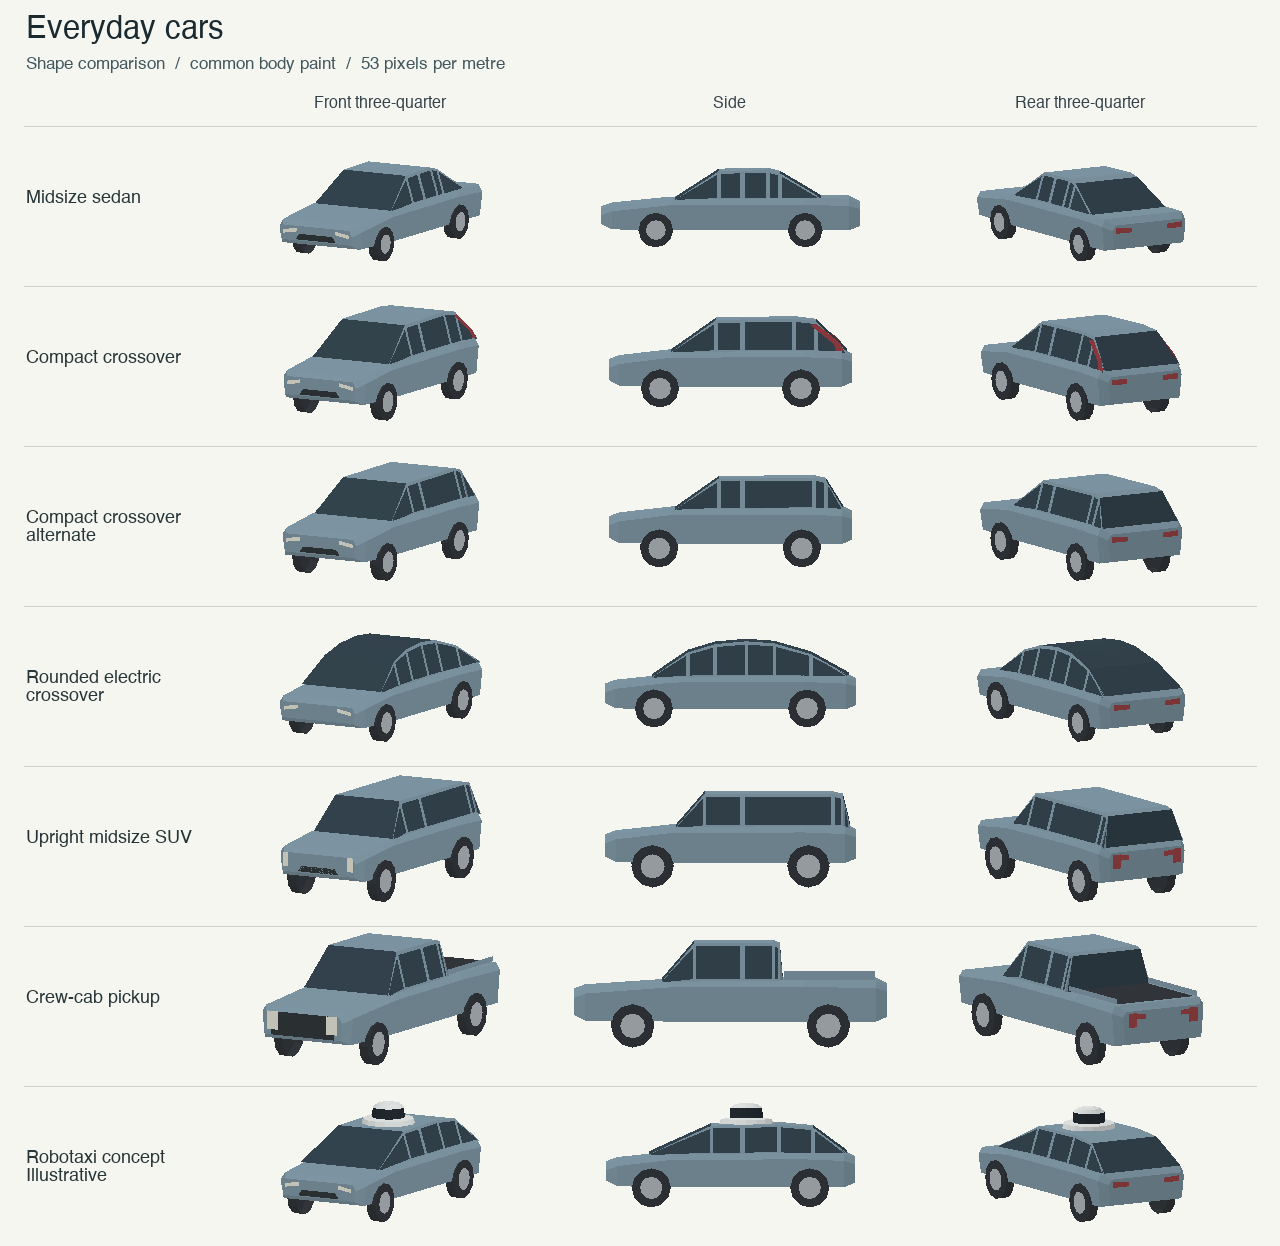 Everyday cars
Shape comparison / common body paint / 53 pixels per metre
Front three-quarter
Side
Rear three-quarter
Midsize sedan
Compact crossover
Compact crossover
alternate
Rounded electric
crossover
Upright midsize SUV
Crew-cab pickup
Robotaxi concept
Illustrative